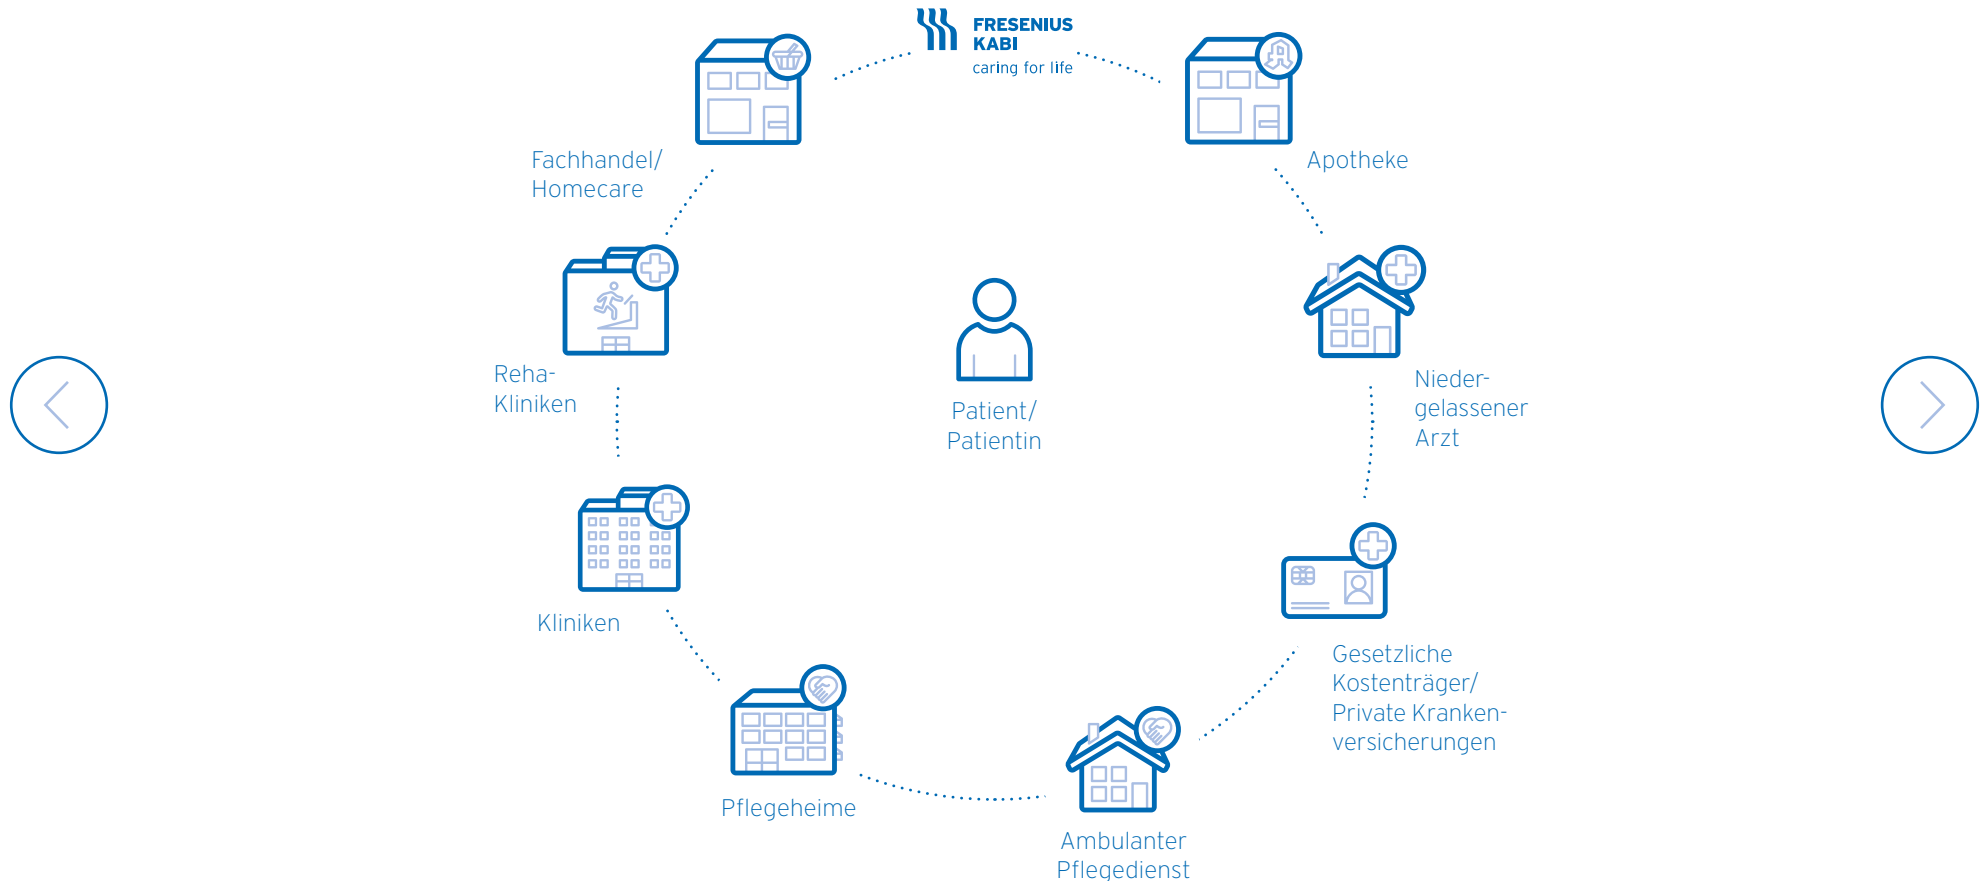 FRESENIUS
KABI
caring for life
Fachhandel/
Homecare
Apotheke
Reha-
Kliniken
Patient/
Patientin
Nieder-
gelassener
Arzt
Kliniken
Gesetzliche
Kostenträger/
Private Kranken-
versicherungen
Pflegeheime
Ambulanter
Pflegedienst